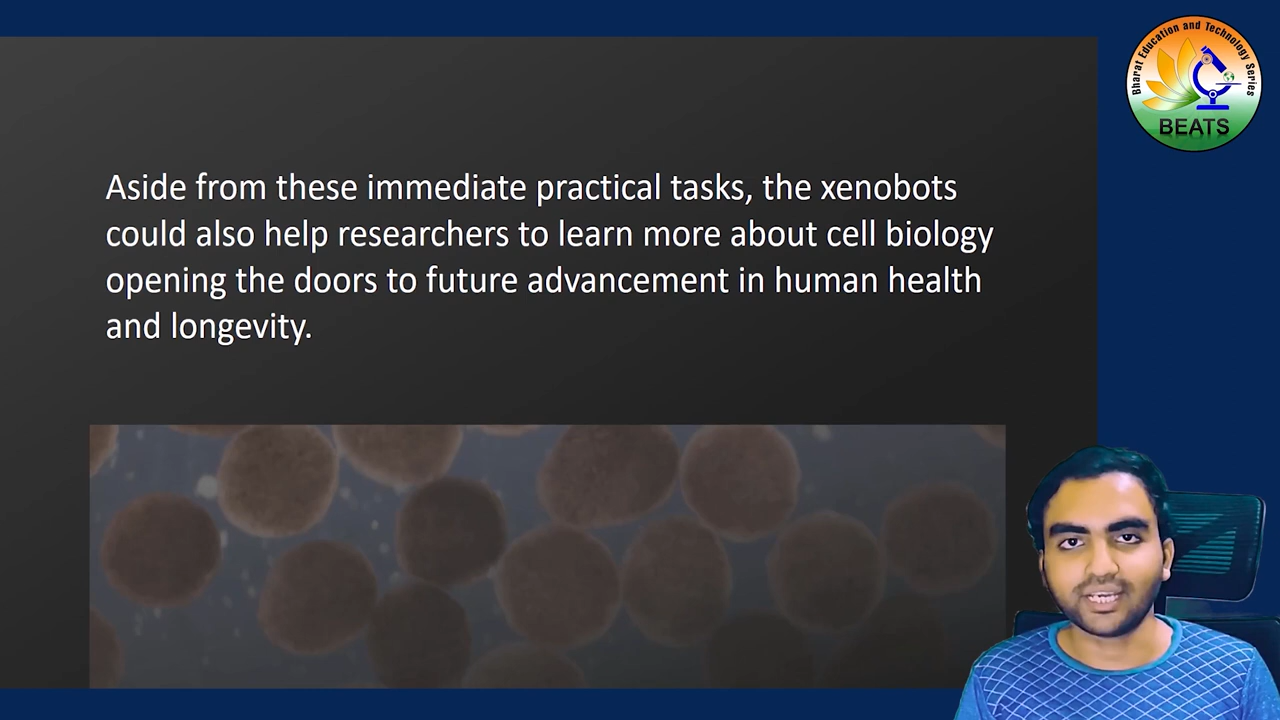 Aside from these immediate practical tasks, the xenobots
could also help researchers to learn more about cell biology
opening the doors to future advancement in human health
and longevity.
Bharat Education and Technology Series
BEATS